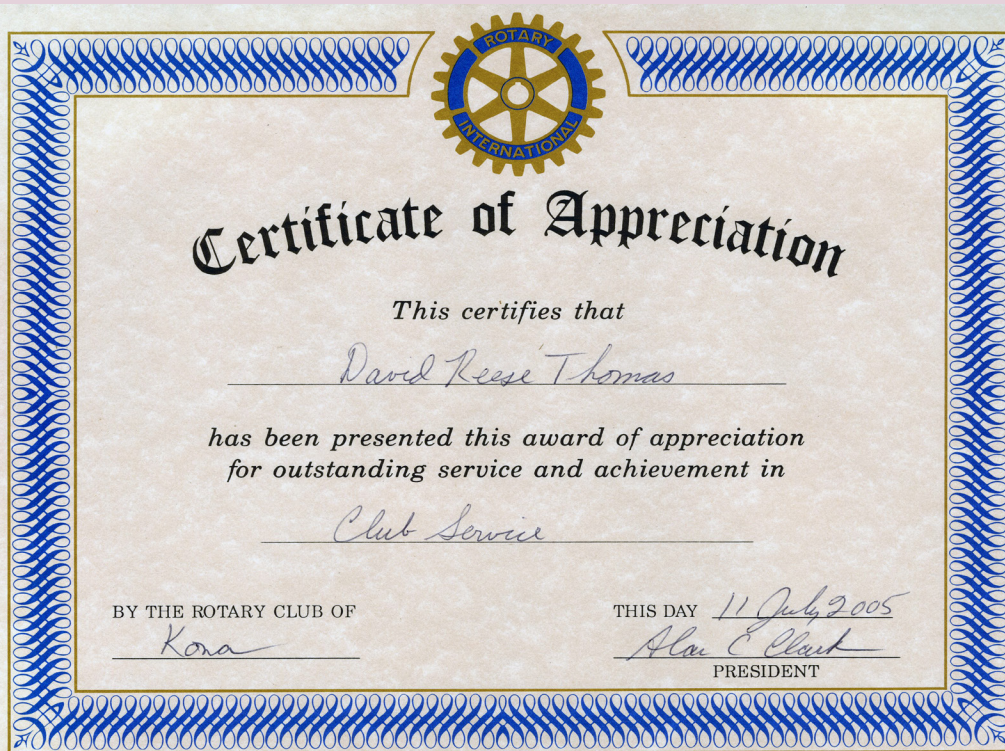 ROTARY
INTERNATIONAL
Certificate of Appreciation
This certifies that
David Reese Thomas
has been presented this award of appreciation
for outstanding service and achievement in
Club Service
BY THE ROTARY CLUB OF
Kona
THIS DAY 11 July 2005
Alan C Clark
PRESIDENT